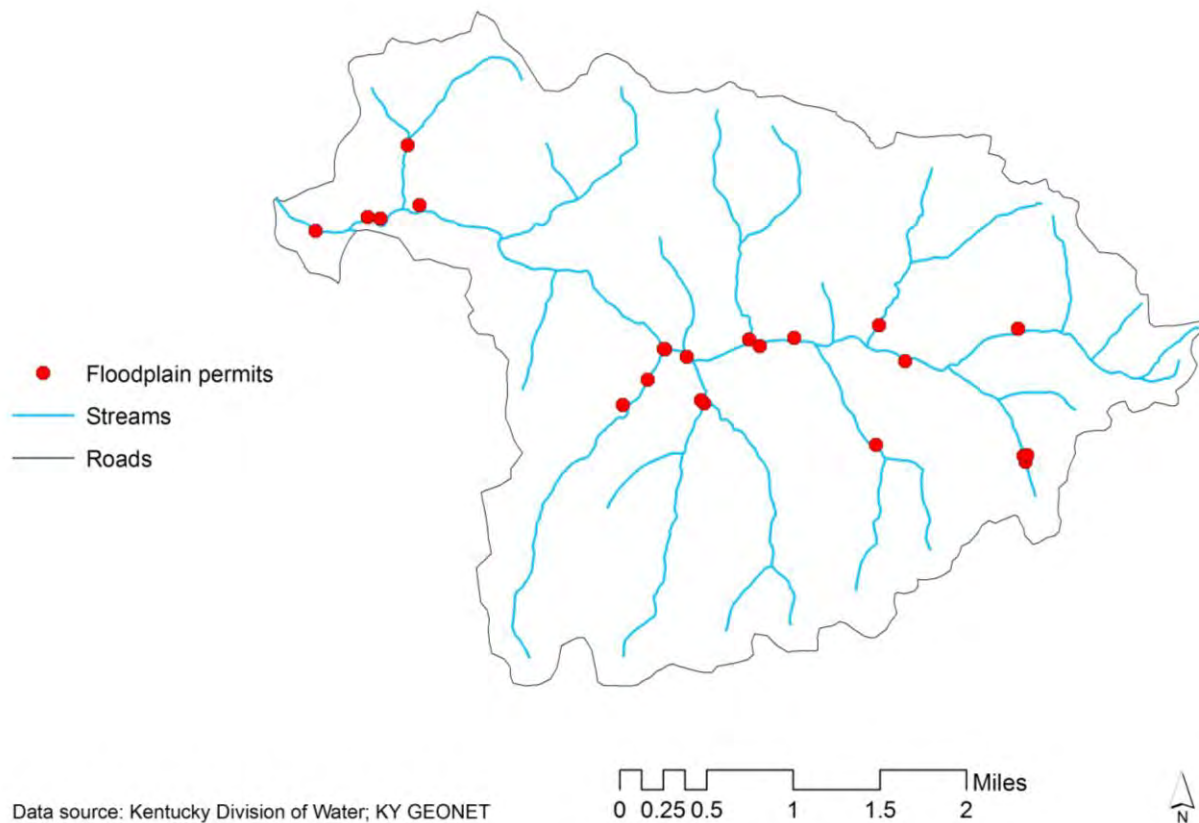 Floodplain permits
Streams
Roads
Miles
0 0.25 0.5 1 1.5 2
Data source: Kentucky Division of Water; KY GEONET
N